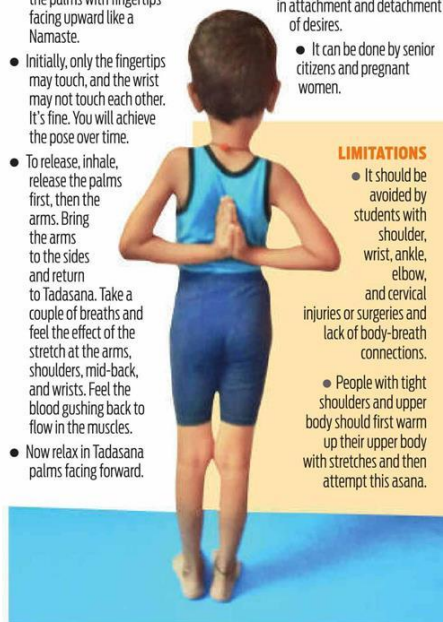 the palms with fingertips
facing upward like a
Namaste.
● Initially, only the fingertips
may touch, and the wrist
may not touch each other.
It's fine. You will achieve
the pose over time.
● To release, inhale,
release the palms
first, then the
arms. Bring
the arms
to the sides
and return
to Tadasana. Take a
couple of breaths and
feel the effect of the
stretch at the arms,
shoulders, mid-back,
and wrists. Feel the
blood gushing back to
flow in the muscles.
● Now relax in Tadasana
palms facing forward.
in attachment and detachment
of desires.
● It can be done by senior
citizens and pregnant
women.
LIMITATIONS
● It should be
avoided by
students with
shoulder,
wrist, ankle,
elbow,
and cervical
injuries or surgeries and
lack of body-breath
connections.
● People with tight
shoulders and upper
body should first warm
up their upper body
with stretches and then
attempt this asana.